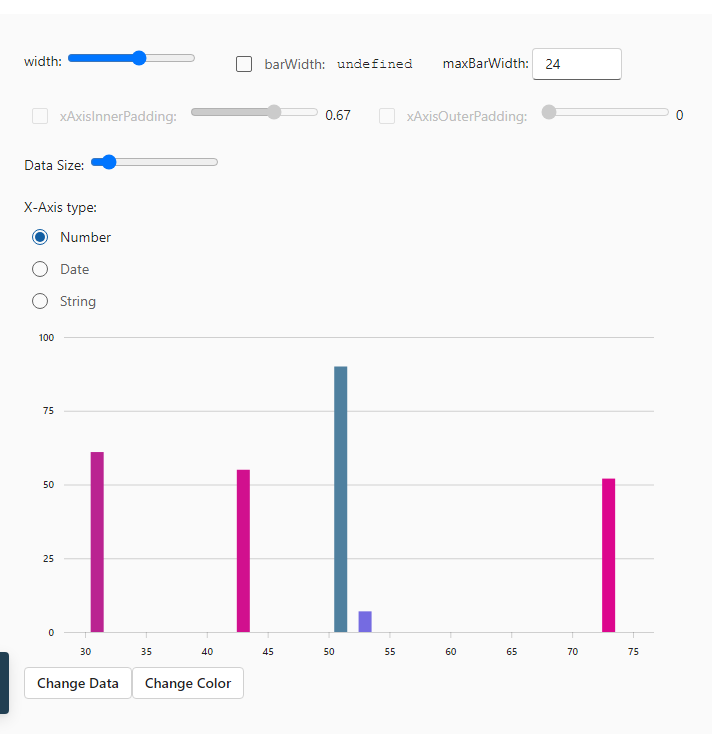 width: barWidth: undefined maxBarWidth: 24
xAxisInnerPadding: 0.67 xAxisOuterPadding: 0
Data Size:
X-Axis type:
Number
Date
String
100
75
50
25
0
30 35 40 45 50 55 60 65 70 75
Change Data Change Color